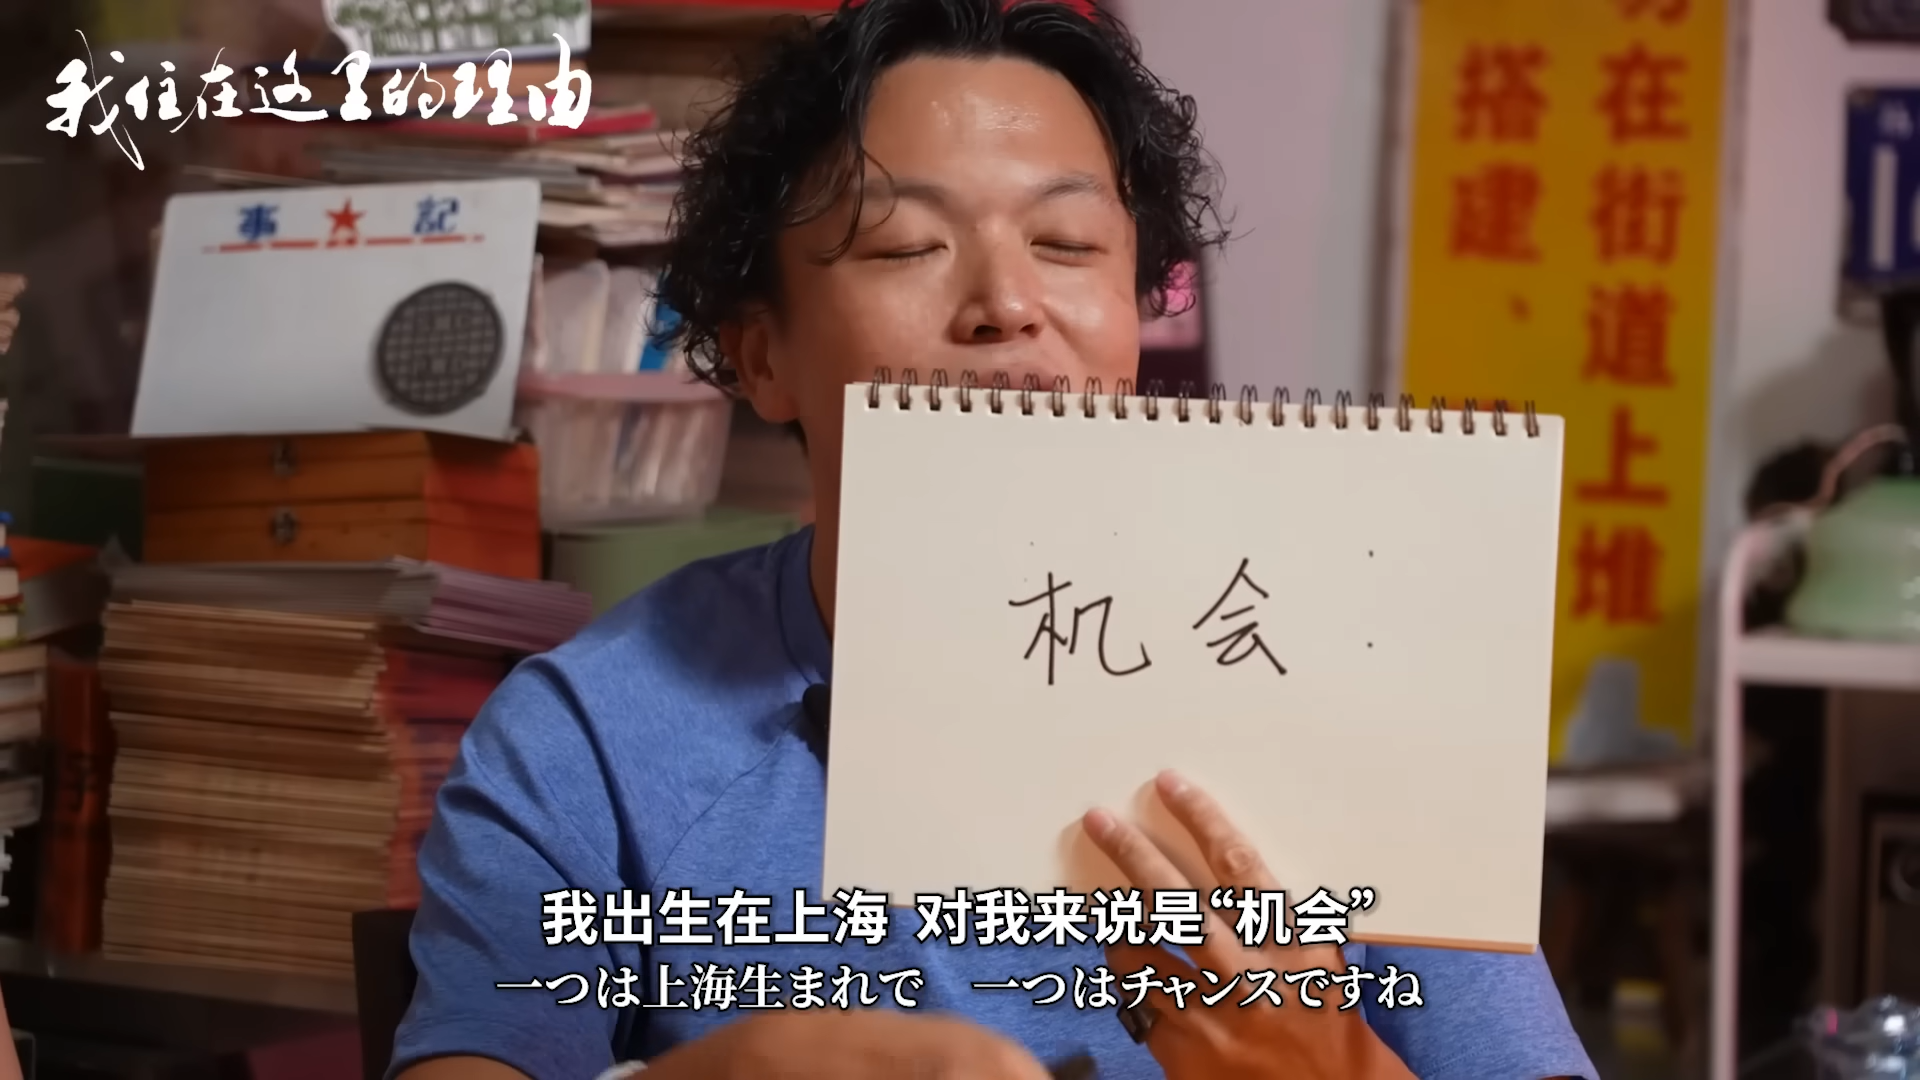 我住在这里的理由
事★記
搭建、
在街道上堆
机会：
我出生在上海 对我来说是“机会”
一つは上海生まれで　一つはチャンスですね